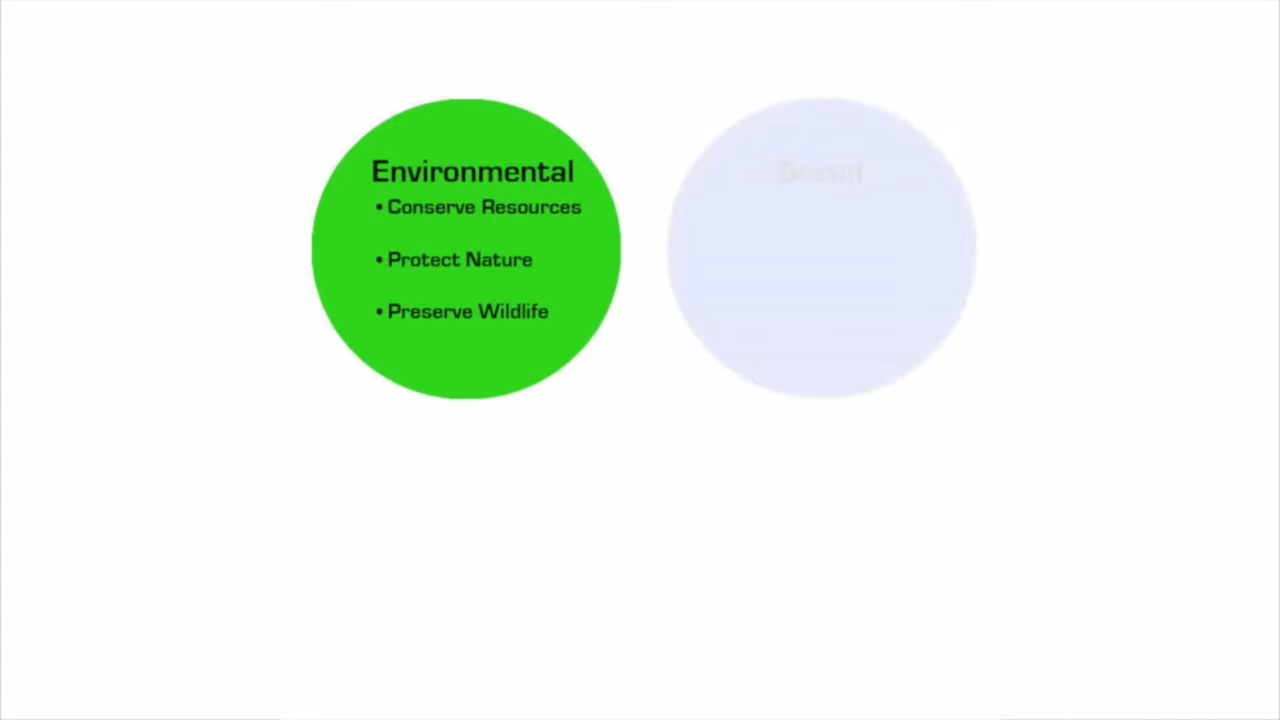 Environmental
• Conserve Resources
• Protect Nature
• Preserve Wildlife